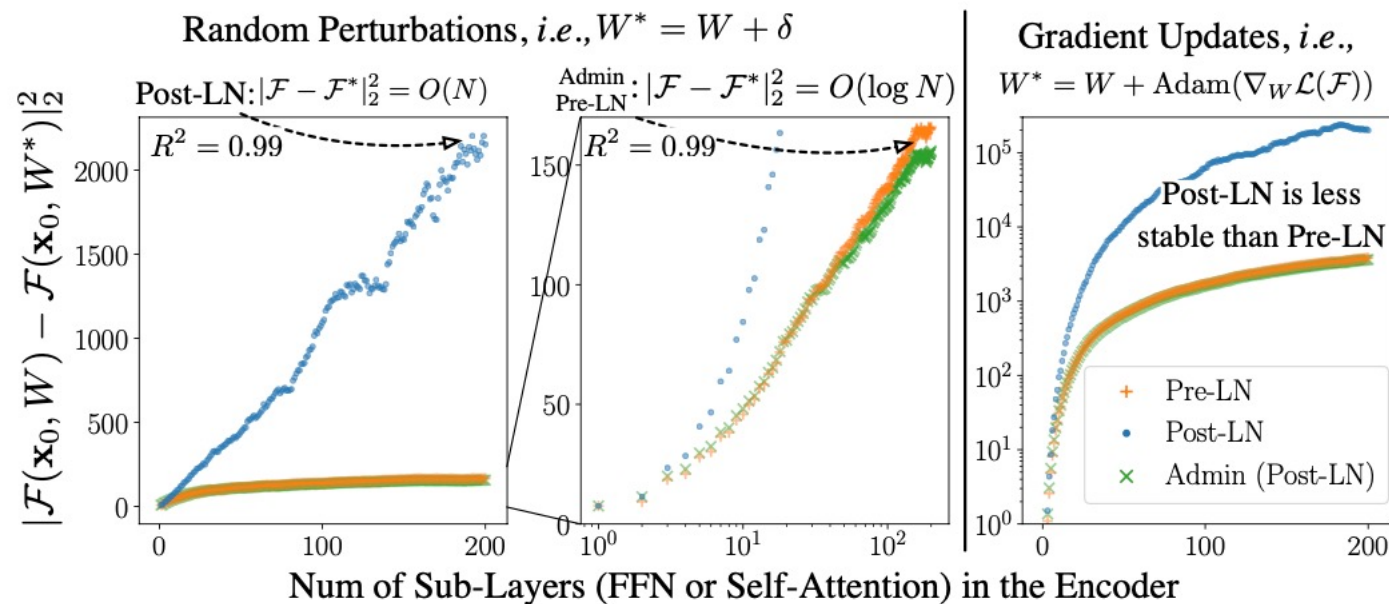 Random Perturbations, i.e., W* = W + δ
Gradient Updates, i.e.,
W* = W + Adam(∇_W L(F))
Post-LN: |F − F*|₂² = O(N)
Admin
Pre-LN : |F − F*|₂² = O(log N)
|F(x₀, W) − F(x₀, W*)|₂²
R² = 0.99
2000
1500
1000
500
0
0 100 200
R² = 0.99
150
100
50
0
10⁰ 10¹ 10²
10⁵
10⁴
10³
10²
10¹
10⁰
Post-LN is less
stable than Pre-LN
Pre-LN
Post-LN
Admin (Post-LN)
0 100 200
Num of Sub-Layers (FFN or Self-Attention) in the Encoder